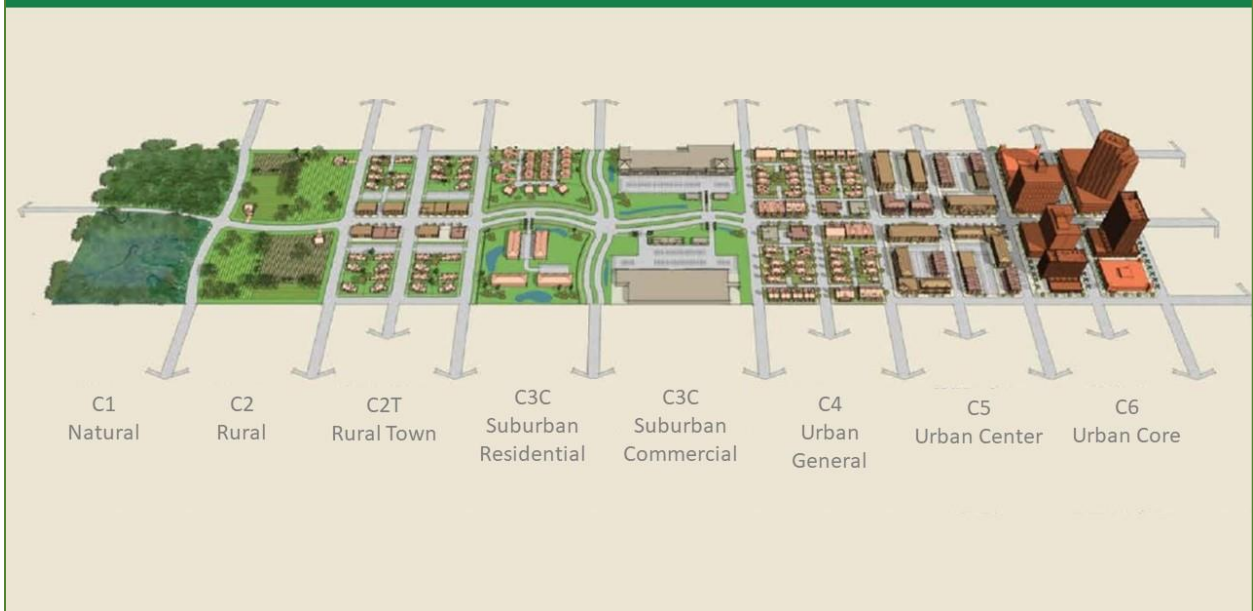 C1
Natural
C2
Rural
C2T
Rural Town
C3C
Suburban
Residential
C3C
Suburban
Commercial
C4
Urban
General
C5
Urban Center
C6
Urban Core